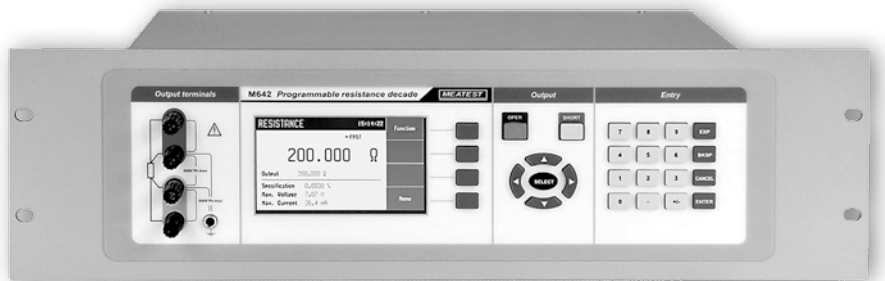 Output terminals
M642 Programmable resistance decade
MEATEST
Output
Entry
RESISTANCE
15:14:22
FAST
200.000 Ω
Output 200.000 Ω
Specification 0.0030 %
Max. Voltage 7.07 V
Max. Current 35.4 mA
Function
Menu
OPER
SHORT
SELECT
7 8 9 EXP
4 5 6 BKSP
1 2 3 CANCEL
0 . +/- ENTER